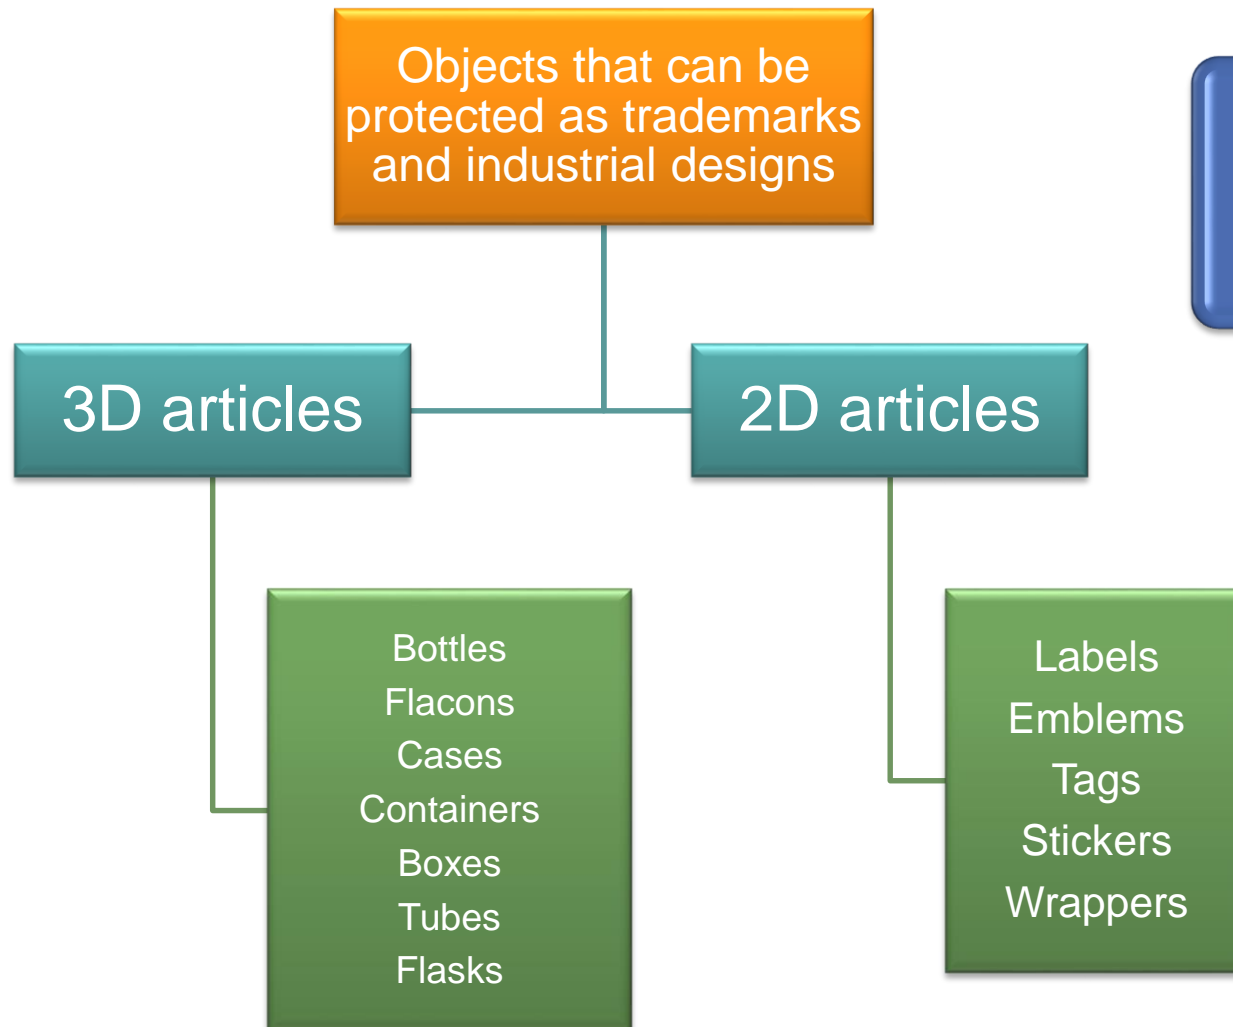 Objects that can be
protected as trademarks
and industrial designs
3D articles
2D articles
Bottles
Flacons
Cases
Containers
Boxes
Tubes
Flasks
Labels
Emblems
Tags
Stickers
Wrappers